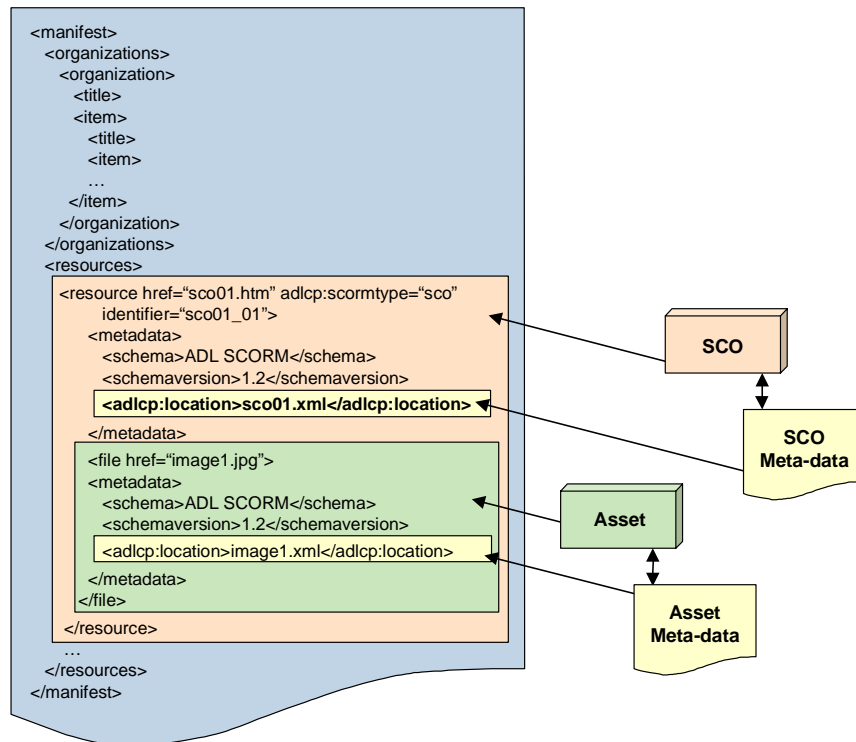 <manifest>
<organizations>
<organization>
<title>
<item>
<title>
<item>
…
</item>
</organization>
</organizations>
<resources>
<resource href=“sco01.htm” adlcp:scormtype=“sco”
identifier=“sco01_01”>
<metadata>
<schema>ADL SCORM</schema>
<schemaversion>1.2</schemaversion>
<adlcp:location>sco01.xml</adlcp:location>
</metadata>
<file href=“image1.jpg”>
<metadata>
<schema>ADL SCORM</schema>
<schemaversion>1.2</schemaversion>
<adlcp:location>image1.xml</adlcp:location>
</metadata>
</file>
</resource>
…
</resources>
</manifest>
SCO
SCO
Meta-data
Asset
Asset
Meta-data